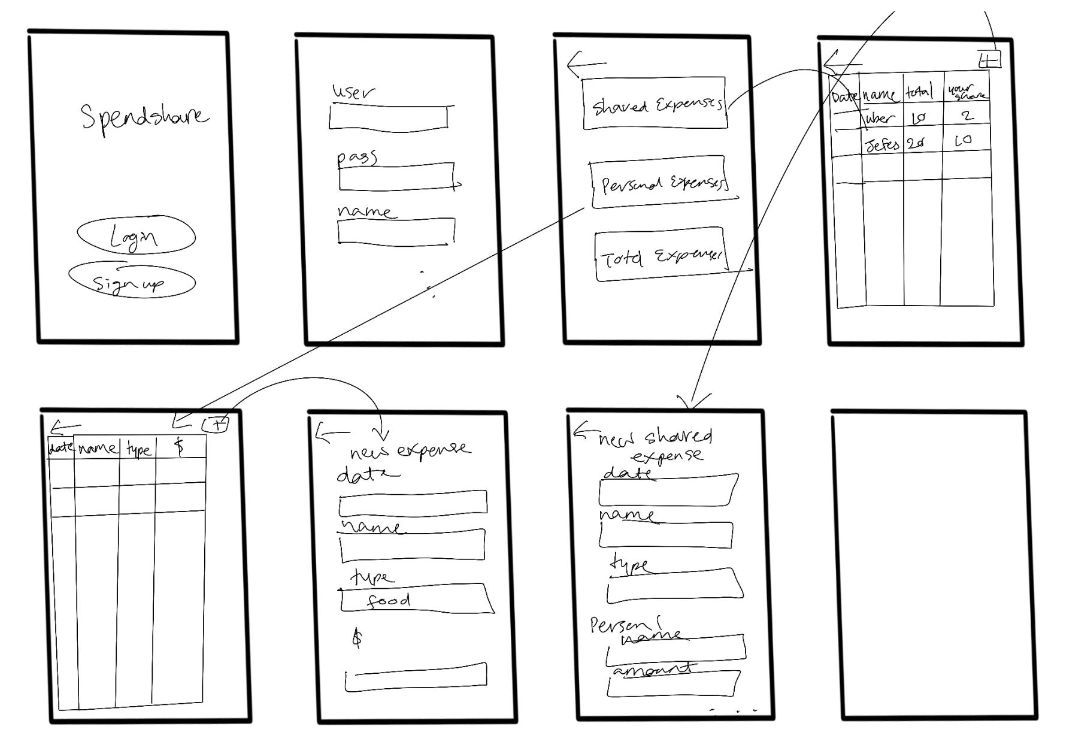 Spendshare
Login
Sign up
user
pass
name
Shared Expenses
Personal Expenses
Total Expenses
+
Date name total your share
uber 10 2
Jefes 20 10
+
date name type $
new expense
date
name
type
food
$
new shared
expense
date
name
type
Person 1
name
amount